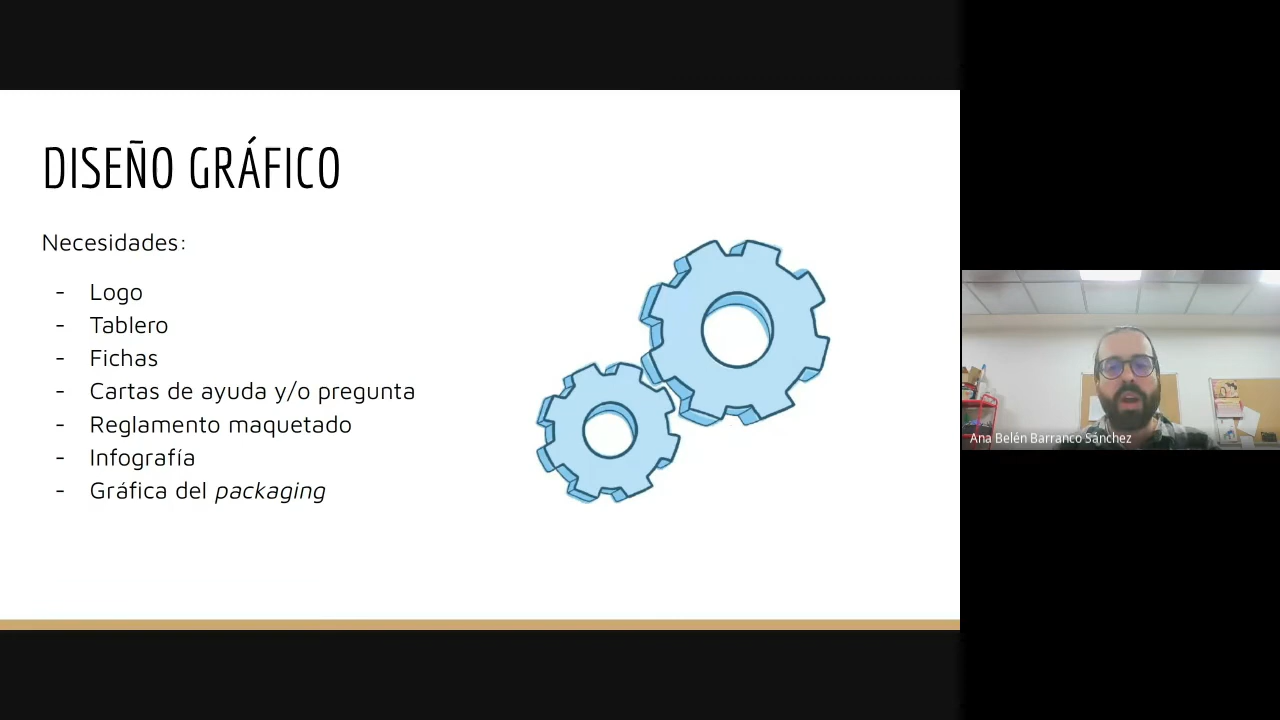 DISEÑO GRÁFICO
Necesidades:
- Logo
- Tablero
- Fichas
- Cartas de ayuda y/o pregunta
- Reglamento maquetado
- Infografía
- Gráfica del packaging
Ana Belén Barranco Sánchez